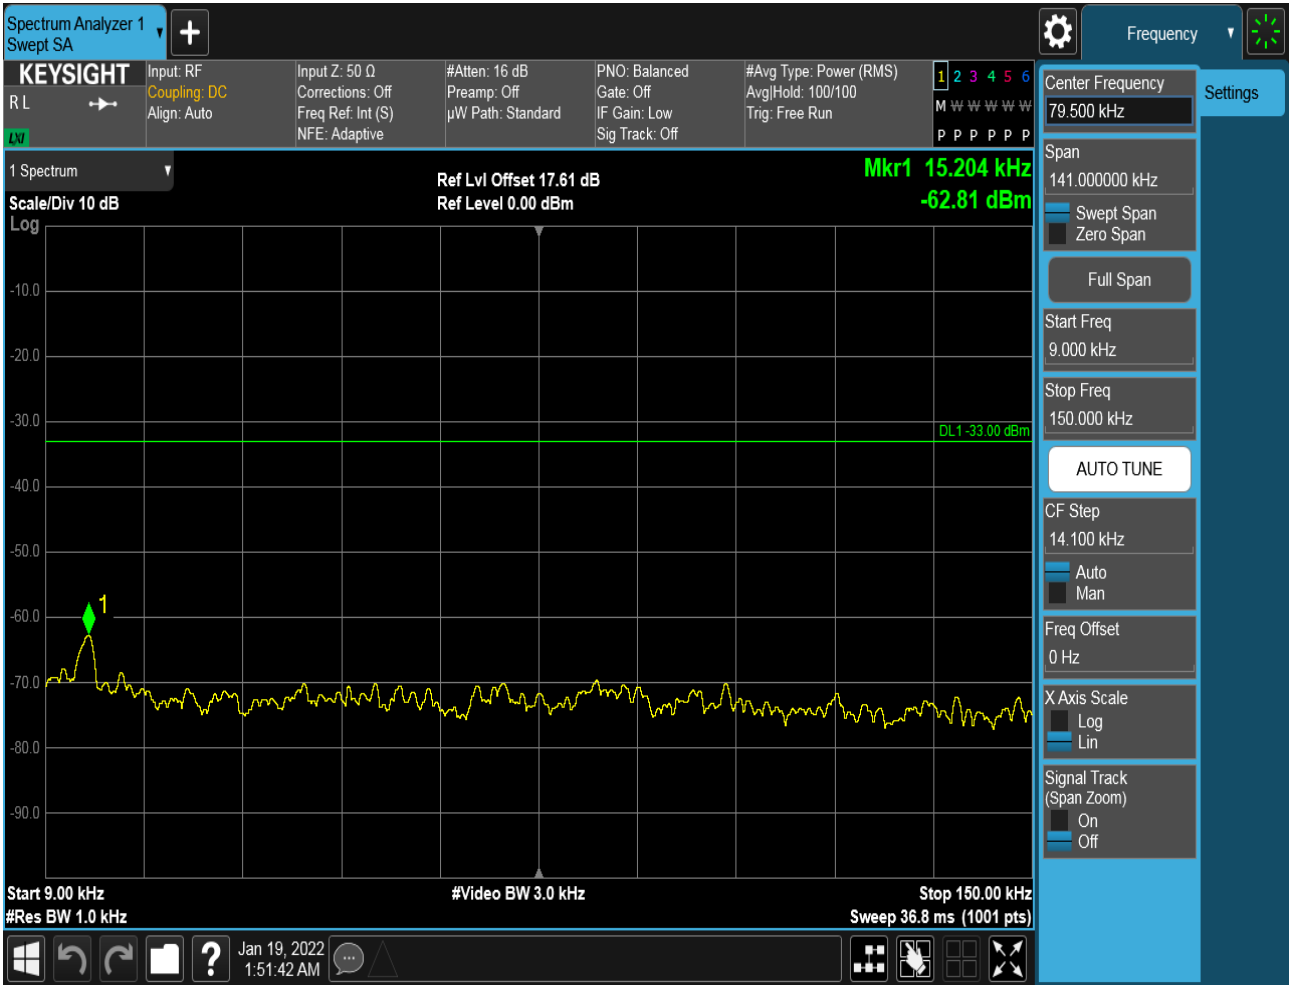 Spectrum Analyzer 1
Swept SA
Frequency
KEYSIGHT
R L
LXI
Input: RF
Coupling: DC
Align: Auto
Input Z: 50 Ω
Corrections: Off
Freq Ref: Int (S)
NFE: Adaptive
#Atten: 16 dB
Preamp: Off
µW Path: Standard
PNO: Balanced
Gate: Off
IF Gain: Low
Sig Track: Off
#Avg Type: Power (RMS)
Avg|Hold: 100/100
Trig: Free Run
1 2 3 4 5 6
M W W W W W
P P P P P P
1 Spectrum
Scale/Div 10 dB
Log
Ref Lvl Offset 17.61 dB
Ref Level 0.00 dBm
Mkr1 15.204 kHz
-62.81 dBm
-10.0
-20.0
-30.0
DL1 -33.00 dBm
-40.0
-50.0
1
-60.0
-70.0
-80.0
-90.0
Start 9.00 kHz
#Video BW 3.0 kHz
Stop 150.00 kHz
#Res BW 1.0 kHz
Sweep 36.8 ms (1001 pts)
?
Jan 19, 2022
1:51:42 AM
Center Frequency
79.500 kHz
Settings
Span
141.000000 kHz
Swept Span
Zero Span
Full Span
Start Freq
9.000 kHz
Stop Freq
150.000 kHz
AUTO TUNE
CF Step
14.100 kHz
Auto
Man
Freq Offset
0 Hz
X Axis Scale
Log
Lin
Signal Track
(Span Zoom)
On
Off